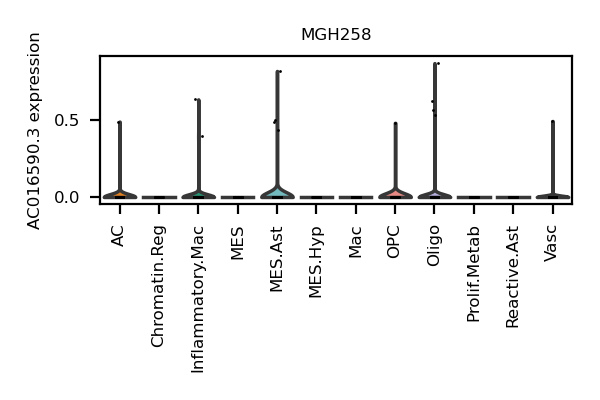 MGH258
AC016590.3 expression
0.5
0.0
AC
Chromatin.Reg
Inflammatory.Mac
MES
MES.Ast
MES.Hyp
Mac
OPC
Oligo
Prolif.Metab
Reactive.Ast
Vasc